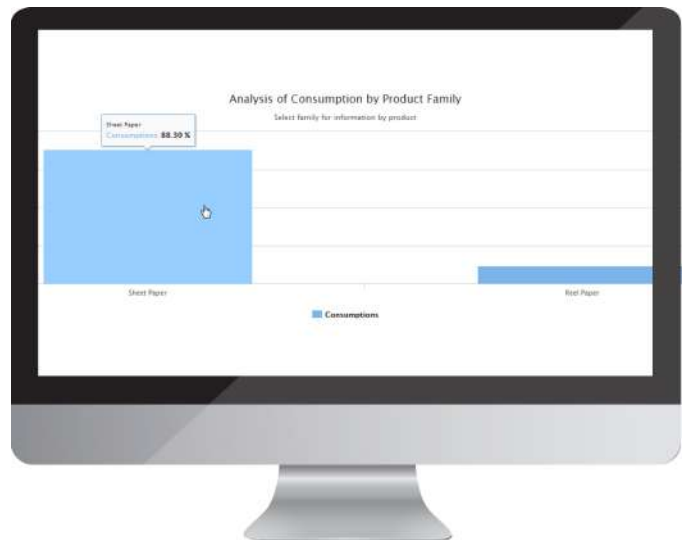 Analysis of Consumption by Product Family
Select family for information by product
Sheet Paper
Consumptions 88.30 %
Sheet Paper
Reel Paper
Consumptions